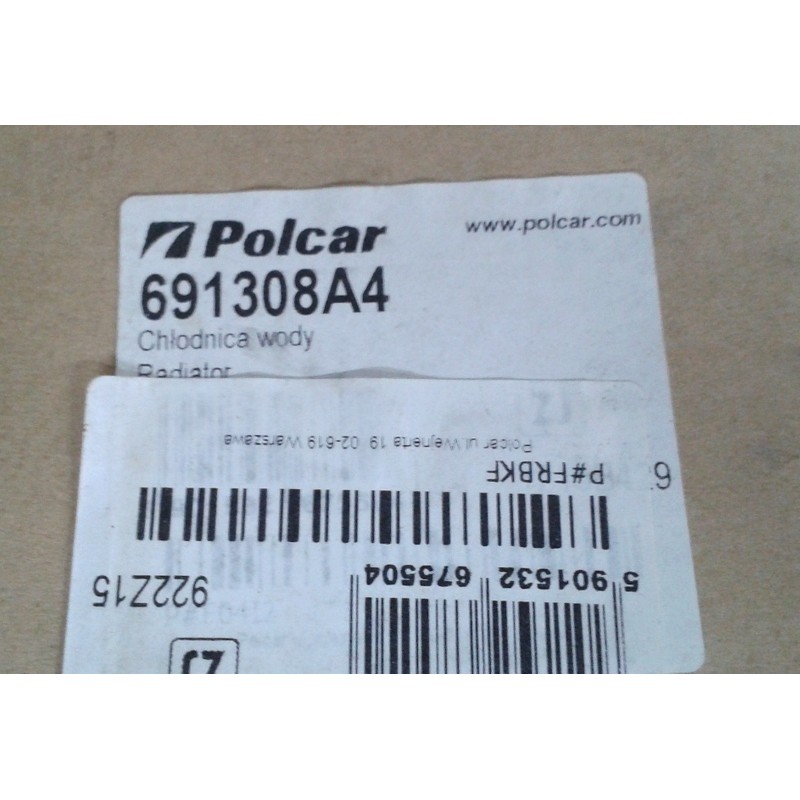 Polcar
www.polcar.com
691308A4
Chłodnica wody
Radiator
Polcar ul.Wejnerta 19 02-619 Warszawa
P#FRBKF
5 901532 675504
922Z15